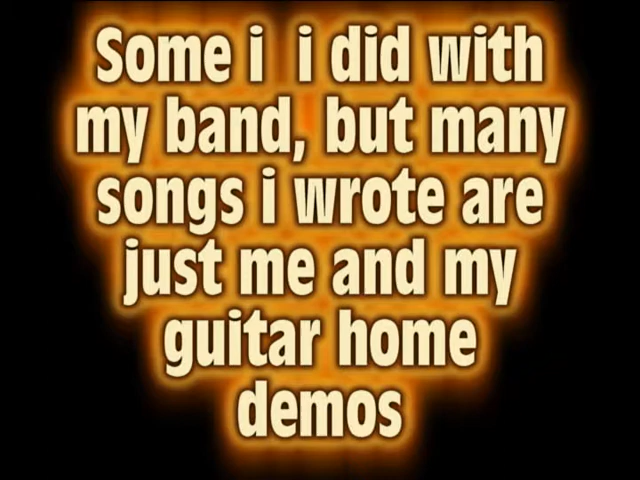 Some i  i did with
my band, but many
songs i wrote are
just me and my
guitar home
demos